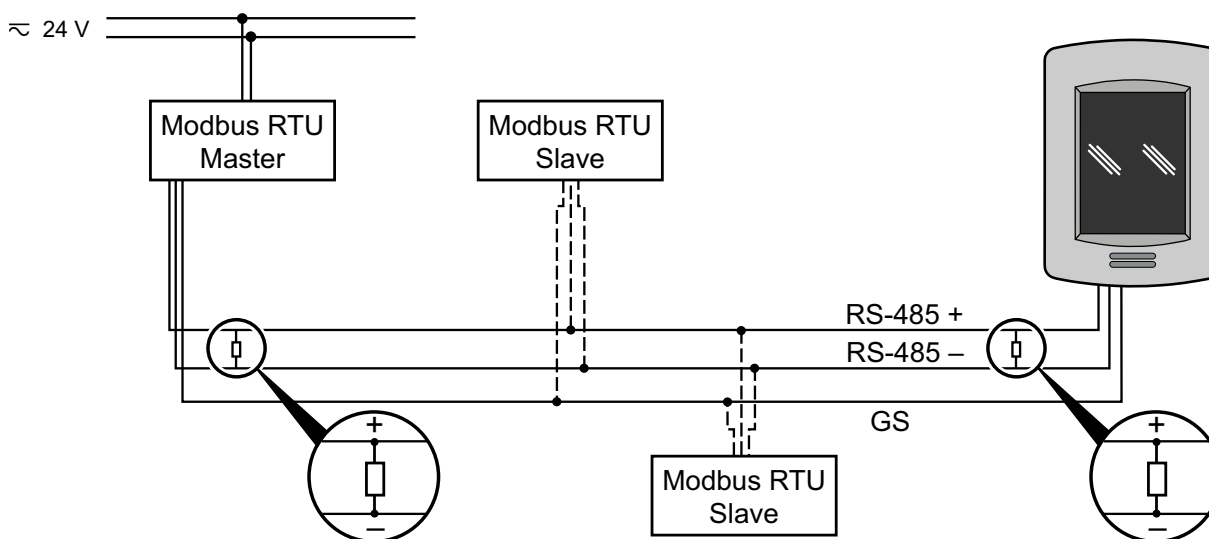 ⎓ 24 V
Modbus RTU
Master
Modbus RTU
Slave
RS-485 +
RS-485 –
GS
+
–
+
–
Modbus RTU
Slave